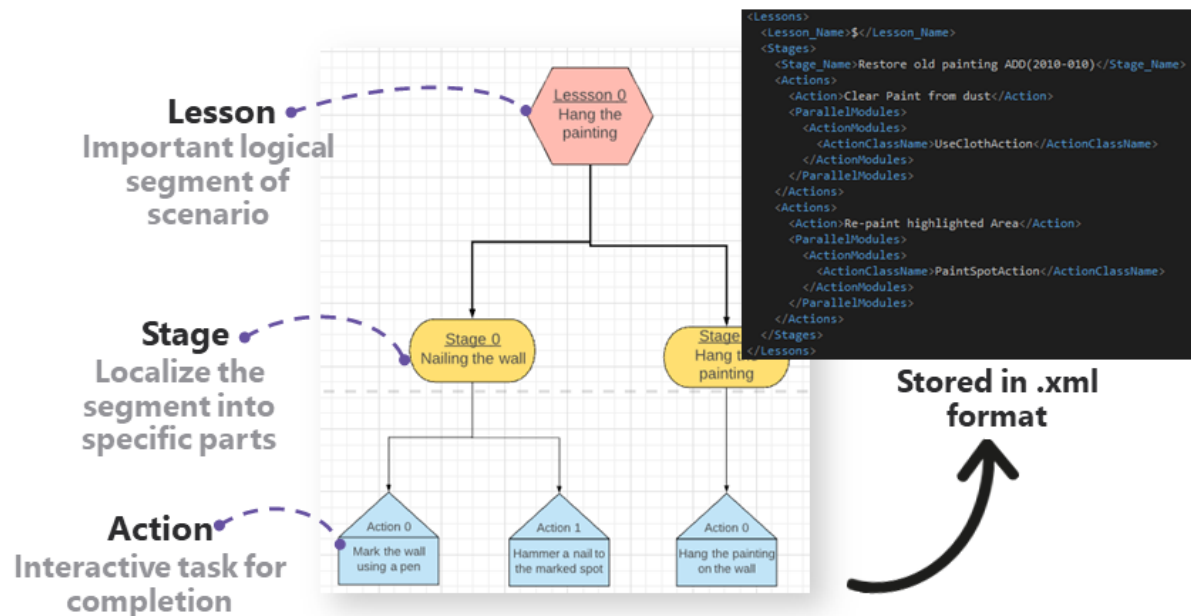 Lesson
Important logical
segment of
scenario
Stage
Localize the
segment into
specific parts
Action
Interactive task for
completion
Lessson 0
Hang the
painting
Stage 0
Nailing the wall
Stage
Hang the
painting
Action 0
Mark the wall
using a pen
Action 1
Hammer a nail to
the marked spot
Action 0
Hang the painting
on the wall
<Lessons>
<Lesson_Name>$</Lesson_Name>
<Stages>
<Stage_Name>Restore old painting ADD(2010-010)</Stage_Name>
<Actions>
<Action>Clear Paint from dust</Action>
<ParallelModules>
<ActionModules>
<ActionClassName>UseClothAction</ActionClassName>
</ActionModules>
</ParallelModules>
</Actions>
<Actions>
<Action>Re-paint highlighted Area</Action>
<ParallelModules>
<ActionModules>
<ActionClassName>PaintSpotAction</ActionClassName>
</ActionModules>
</ParallelModules>
</Actions>
</Stages>
</Lessons>
Stored in .xml
format